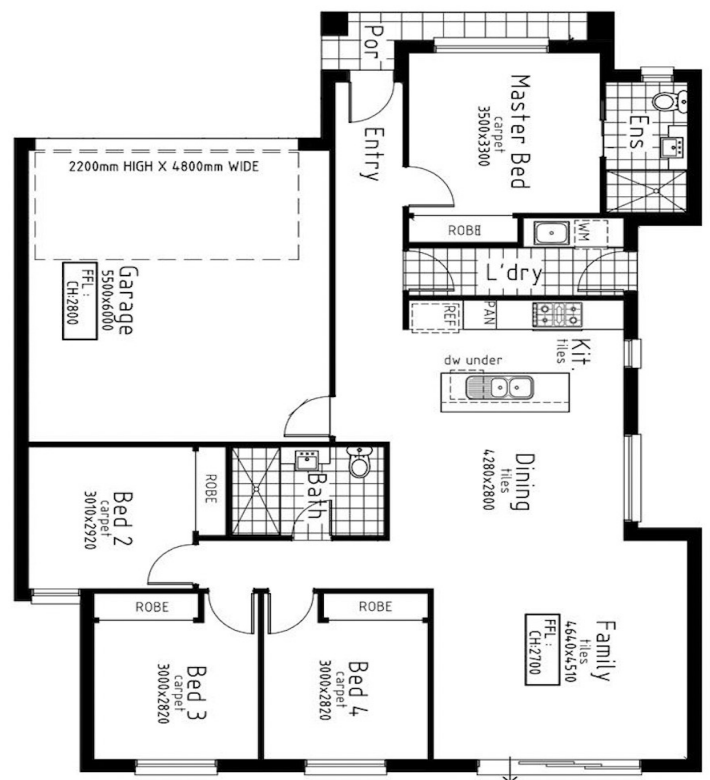 Por
Entry
Master Bed
carpet
3500x3300
Ens
ROBE
WM
L'dry
2200mm HIGH X 4800mm WIDE
Garage
5500x6000
FFL :
CH:2800
REF
PAN
Kit.
tiles
dw under
Dining
tiles
4280x2800
Bath
ROBE
Bed 2
carpet
3010x2920
ROBE
Bed 3
carpet
3000x2820
ROBE
Bed 4
carpet
3000x2820
Family
tiles
4640x4510
FFL :
CH:2700